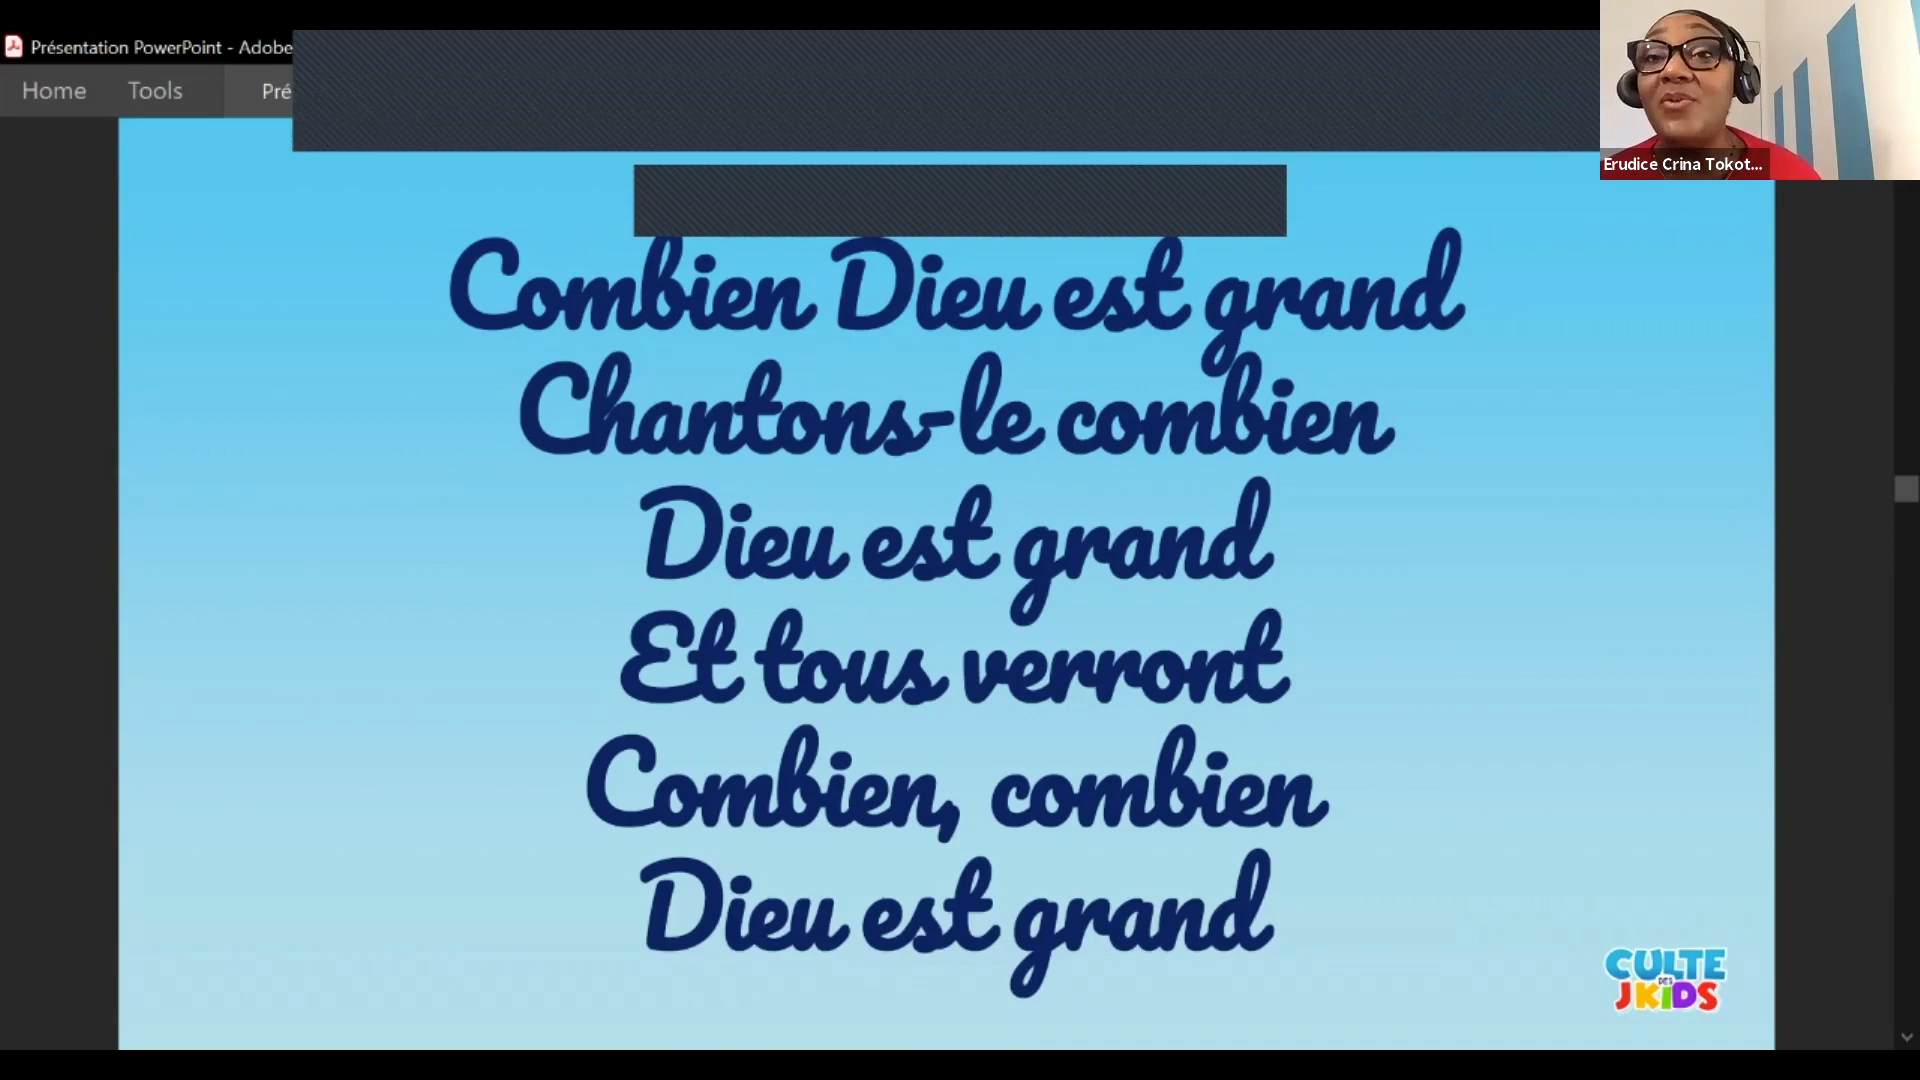 Présentation PowerPoint - Adobe
Home Tools Pré
Erudice Crina Tokot...
Combien Dieu est grand
Chantons-le combien
Dieu est grand
Et tous verront
Combien, combien
Dieu est grand
CULTE
DES
JKIDS